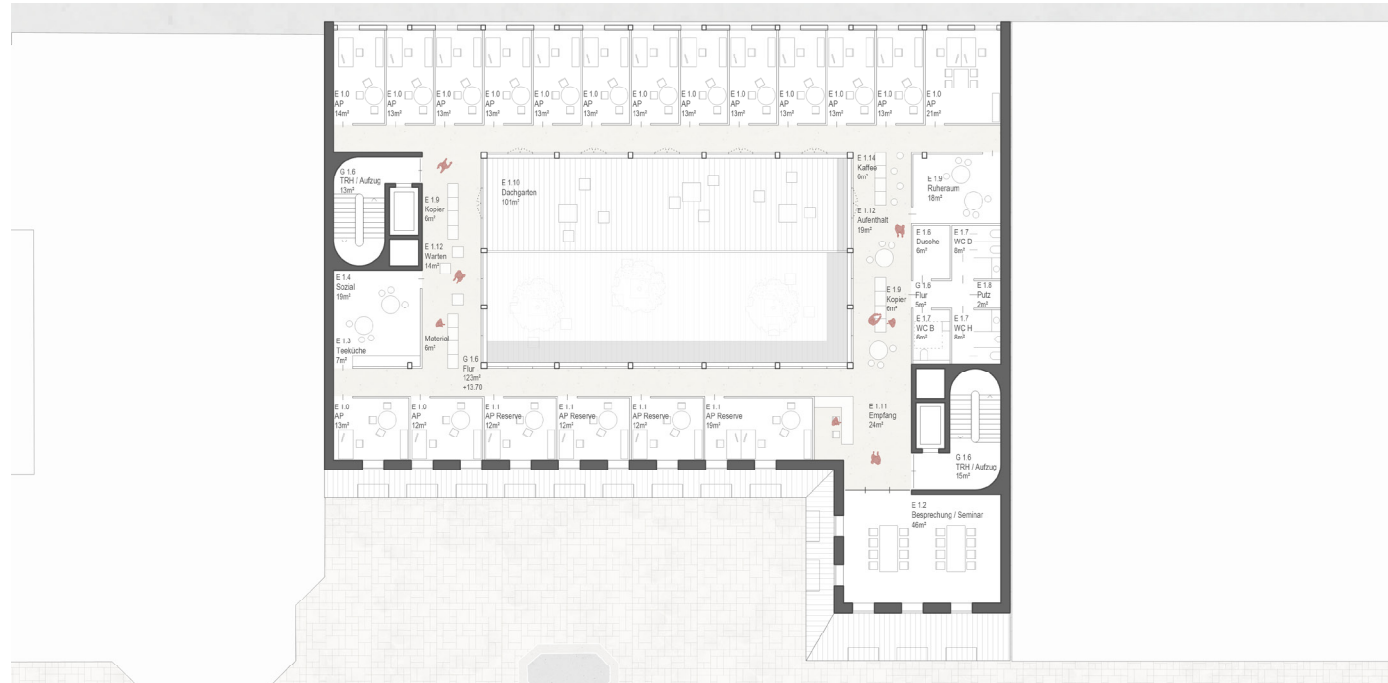 E 1.0
AP
14m²
E 1.0
AP
13m²
E 1.0
AP
13m²
E 1.0
AP
13m²
E 1.0
AP
13m²
E 1.0
AP
13m²
E 1.0
AP
13m²
E 1.0
AP
13m²
E 1.0
AP
13m²
E 1.0
AP
13m²
E 1.0
AP
13m²
E 1.0
AP
13m²
E 1.0
AP
21m²
G 1.6
TRH / Aufzug
13m²
E 1.9
Kopier
6m²
E 1.12
Warten
14m²
E 1.4
Sozial
19m²
E 1.3
Teeküche
7m²
Material
6m²
G 1.6
Flur
123m²
+13.70
E 1.10
Dachgarten
101m²
E 1.14
Kaffee
E 1.12
Aufenthalt
19m²
E 1.9
Ruheraum
18m²
E 1.6
Dusche
6m²
E 1.7
WC D
8m²
E 1.9
Kopier
6m²
G 1.6
Flur
5m²
E 1.8
Putz
2m²
E 1.7
WC B
6m²
E 1.7
WC H
8m²
E 1.0
AP
13m²
E 1.0
AP
12m²
E 1.1
AP Reserve
12m²
E 1.1
AP Reserve
12m²
E 1.1
AP Reserve
12m²
E 1.1
AP Reserve
19m²
E 1.11
Empfang
24m²
G 1.6
TRH / Aufzug
15m²
E 1.2
Besprechung / Seminar
46m²